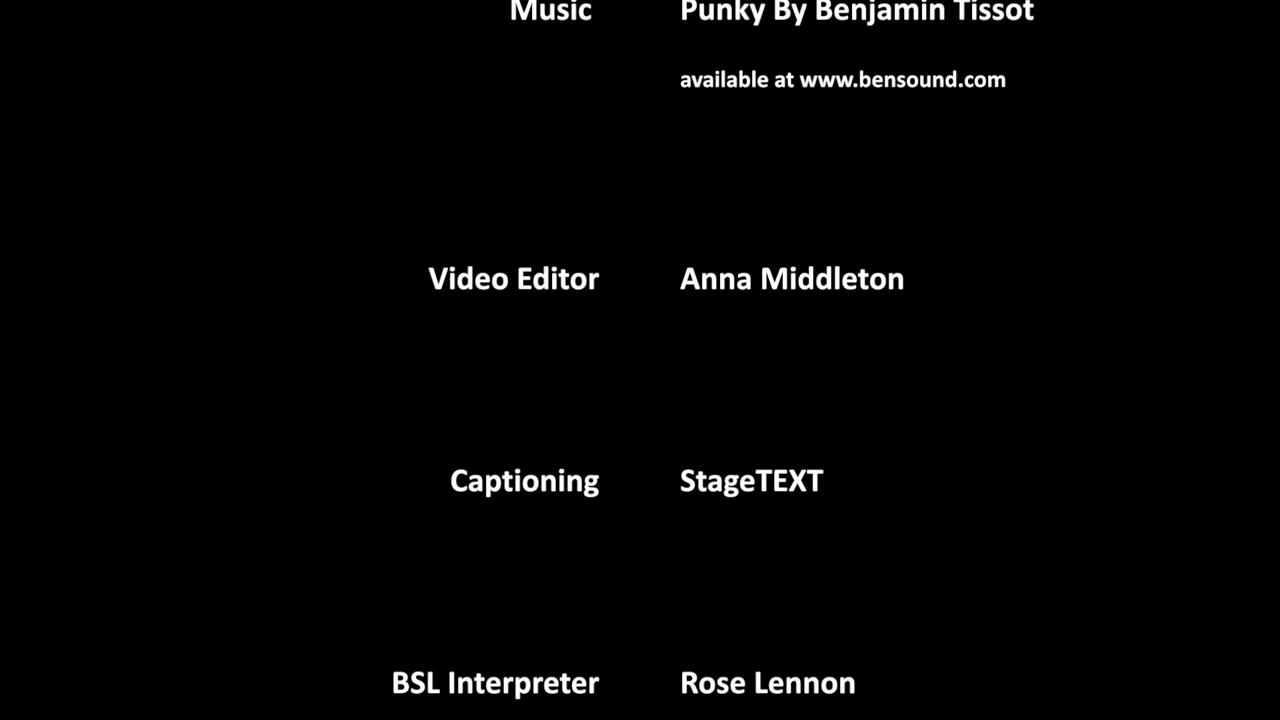 Music Punky By Benjamin Tissot
available at www.bensound.com
Video Editor Anna Middleton
Captioning StageTEXT
BSL Interpreter Rose Lennon